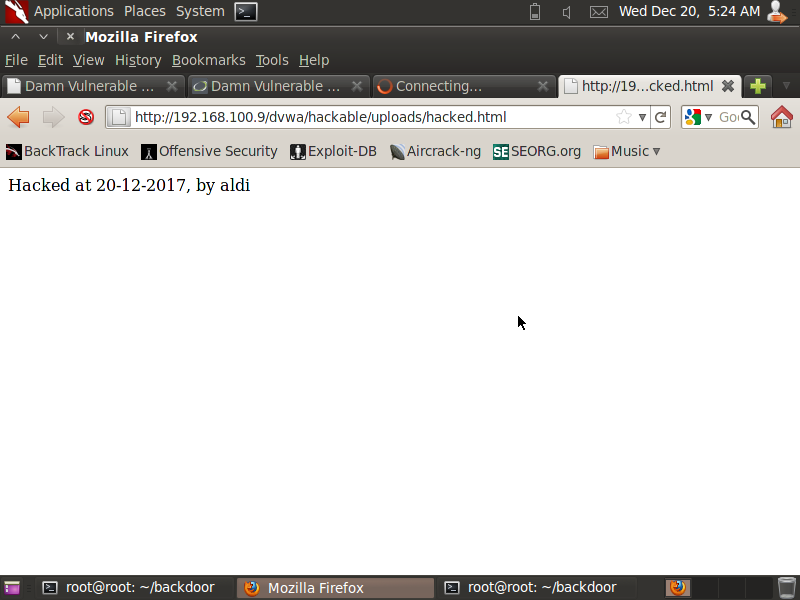 Applications Places System Wed Dec 20, 5:24 AM
Mozilla Firefox
File Edit View History Bookmarks Tools Help
Damn Vulnerable ... Damn Vulnerable ... Connecting... http://19...cked.html
http://192.168.100.9/dvwa/hackable/uploads/hacked.html Goo
BackTrack Linux Offensive Security Exploit-DB Aircrack-ng SE SEORG.org Music
Hacked at 20-12-2017, by aldi
root@root: ~/backdoor Mozilla Firefox root@root: ~/backdoor